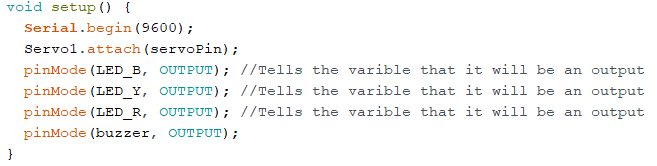 void setup() {
  Serial.begin(9600);
  Servo1.attach(servoPin);
  pinMode(LED_B, OUTPUT); //Tells the varible that it will be an output
  pinMode(LED_Y, OUTPUT); //Tells the varible that it will be an output
  pinMode(LED_R, OUTPUT); //Tells the varible that it will be an output
  pinMode(buzzer, OUTPUT);
}